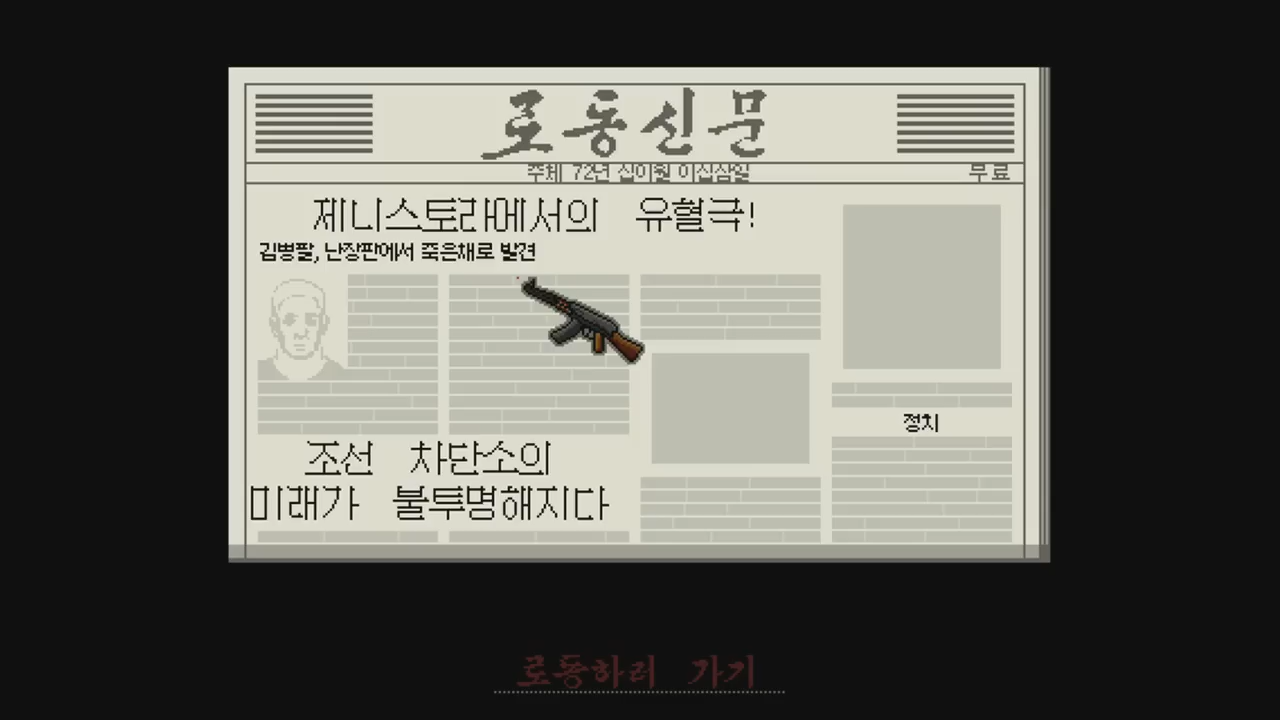 로동신문
주체 72년 십이월 이십삼일
무료
제니스토라에서의 유혈극!
김병팔, 난장판에서 죽은채로 발견
조선 차단소의
미래가 불투명해지다
정치
로동하러 가기